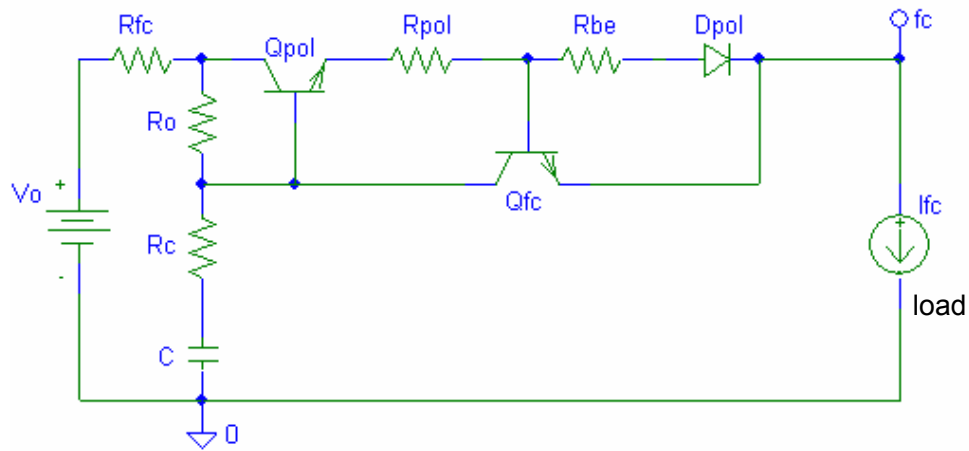 Rfc
Qpol
Rpol
Rbe
Dpol
fc
Ro
Vo
+
-
Qfc
Ifc
+
Rc
load
C
0